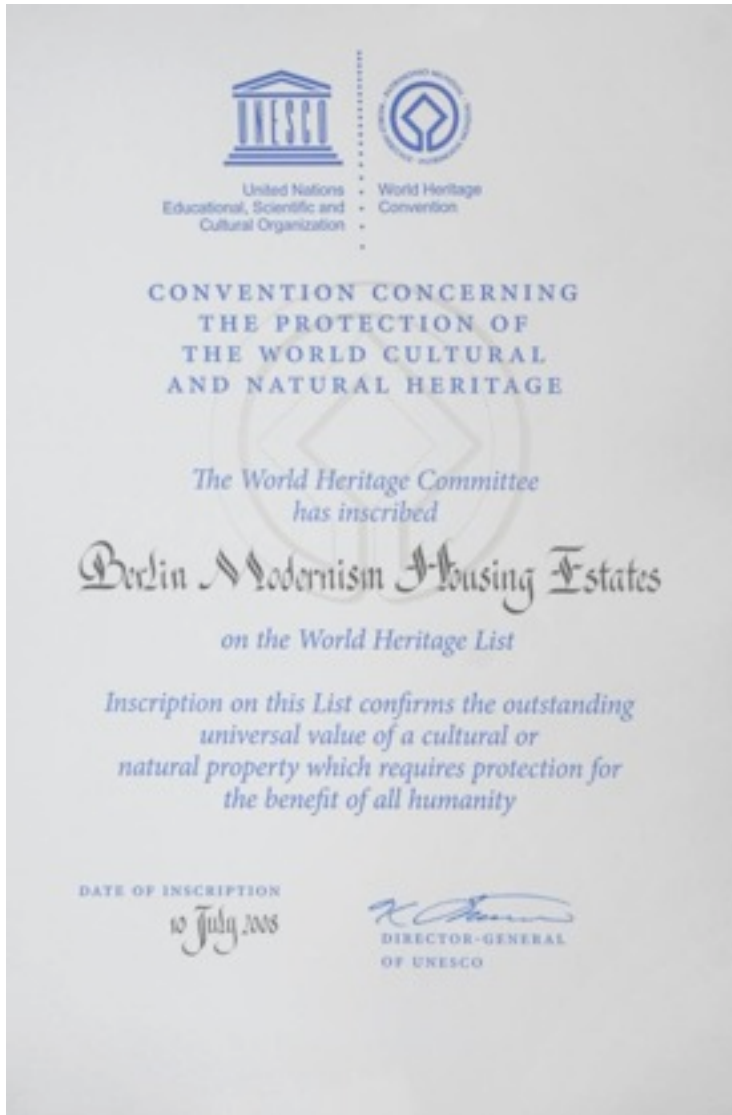 UNESCO
United Nations
Educational, Scientific and
Cultural Organization
World Heritage
Convention
CONVENTION CONCERNING
THE PROTECTION OF
THE WORLD CULTURAL
AND NATURAL HERITAGE
The World Heritage Committee
has inscribed
Berlin Modernism Housing Estates
on the World Heritage List
Inscription on this List confirms the outstanding
universal value of a cultural or
natural property which requires protection for
the benefit of all humanity
DATE OF INSCRIPTION
10 July 2008
DIRECTOR-GENERAL
OF UNESCO